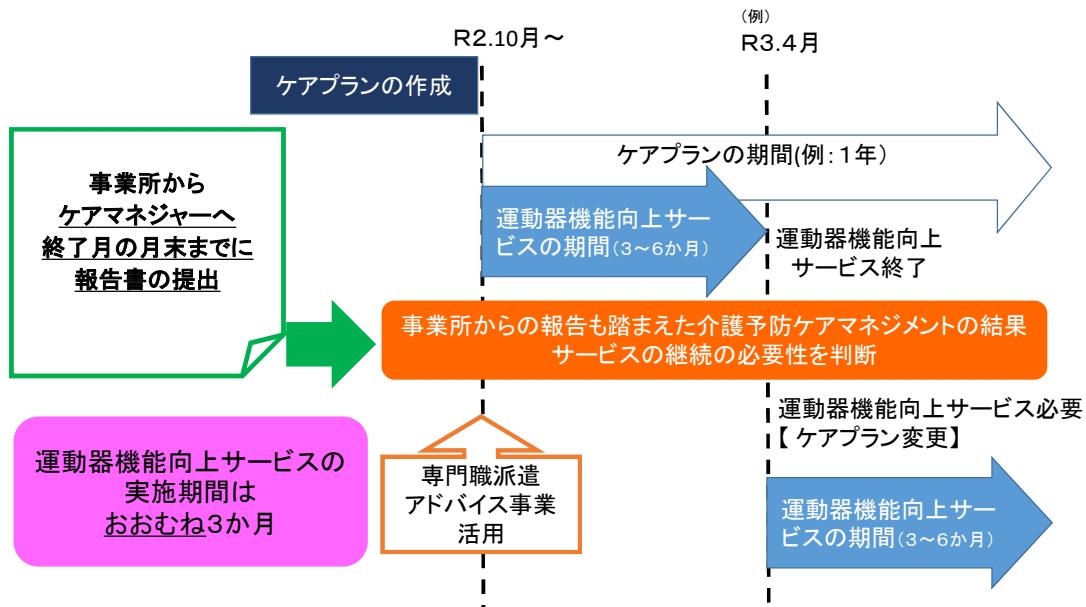 (例)
R2.10月～
R3.4月
ケアプランの作成
ケアプランの期間(例：１年）
事業所から
ケアマネジャーへ
終了月の月末までに
報告書の提出
運動器機能向上サー
ビスの期間（３～６か月）
運動器機能向上
サービス終了
事業所からの報告も踏まえた介護予防ケアマネジメントの結果
サービスの継続の必要性を判断
運動器機能向上サービスの
実施期間は
おおむね３か月
専門職派遣
アドバイス事業
活用
運動器機能向上サービス必要
【ケアプラン変更】
運動器機能向上サー
ビスの期間（３～６か月）